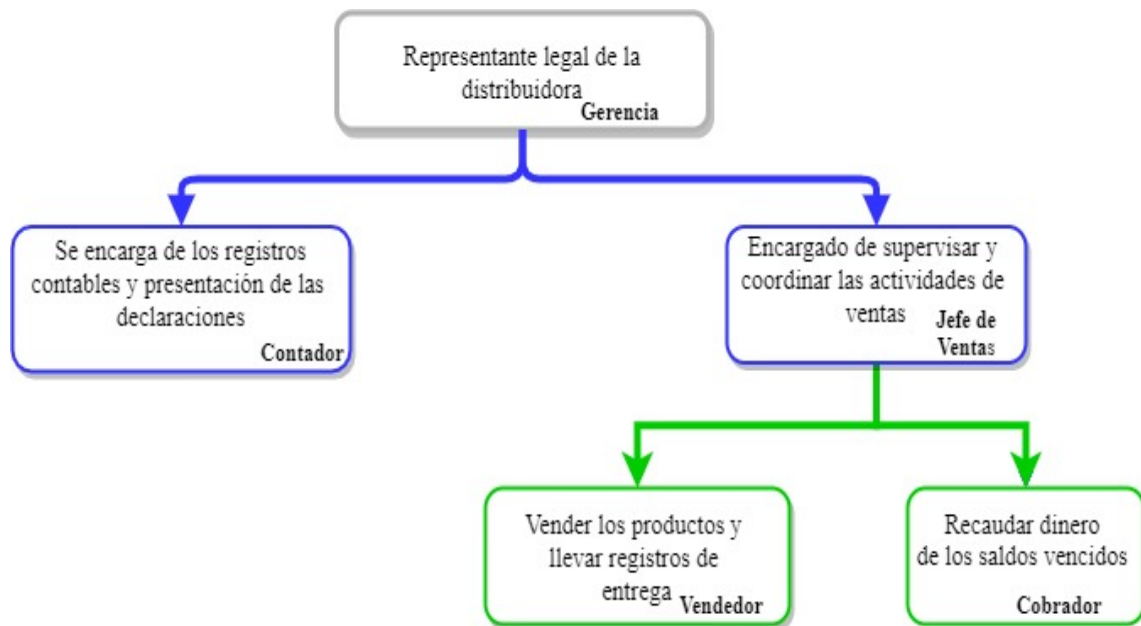 Representante legal de la
distribuidora
Gerencia
Se encarga de los registros
contables y presentación de las
declaraciones
Contador
Encargado de supervisar y
coordinar las actividades de
ventas
Jefe de
Ventas
Vender los productos y
llevar registros de
entrega
Vendedor
Recaudar dinero
de los saldos vencidos
Cobrador